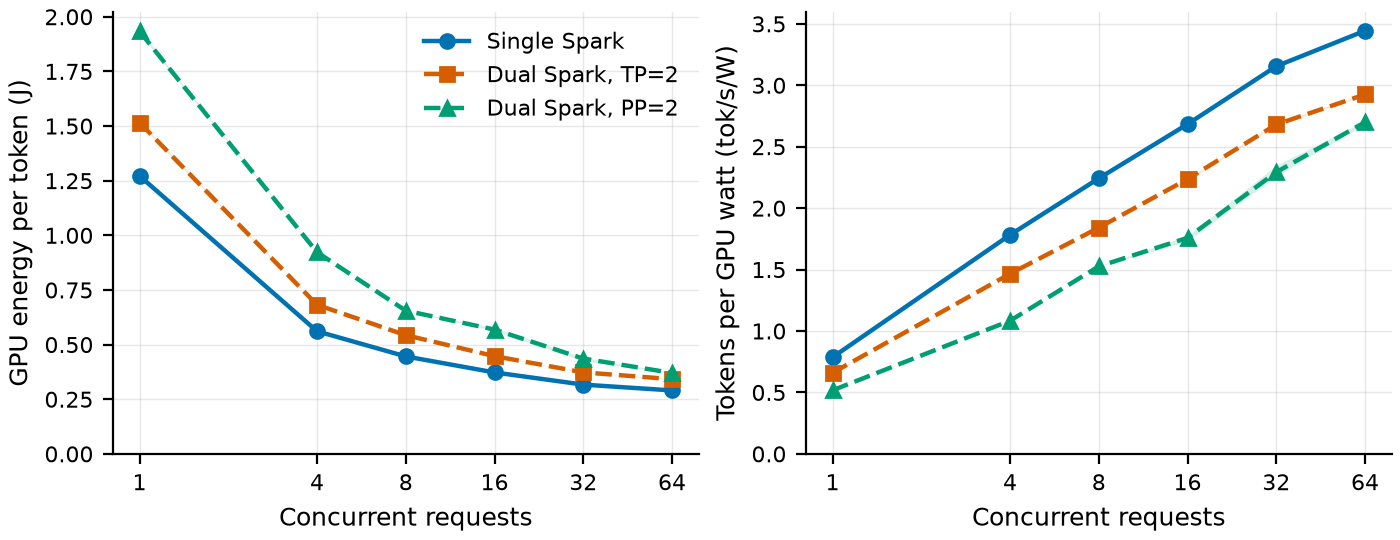 GPU energy per token (J)
2.00
1.75
1.50
1.25
1.00
0.75
0.50
0.25
0.00
Single Spark
Dual Spark, TP=2
Dual Spark, PP=2
1 4 8 16 32 64
Concurrent requests
Tokens per GPU watt (tok/s/W)
3.5
3.0
2.5
2.0
1.5
1.0
0.5
0.0
1 4 8 16 32 64
Concurrent requests